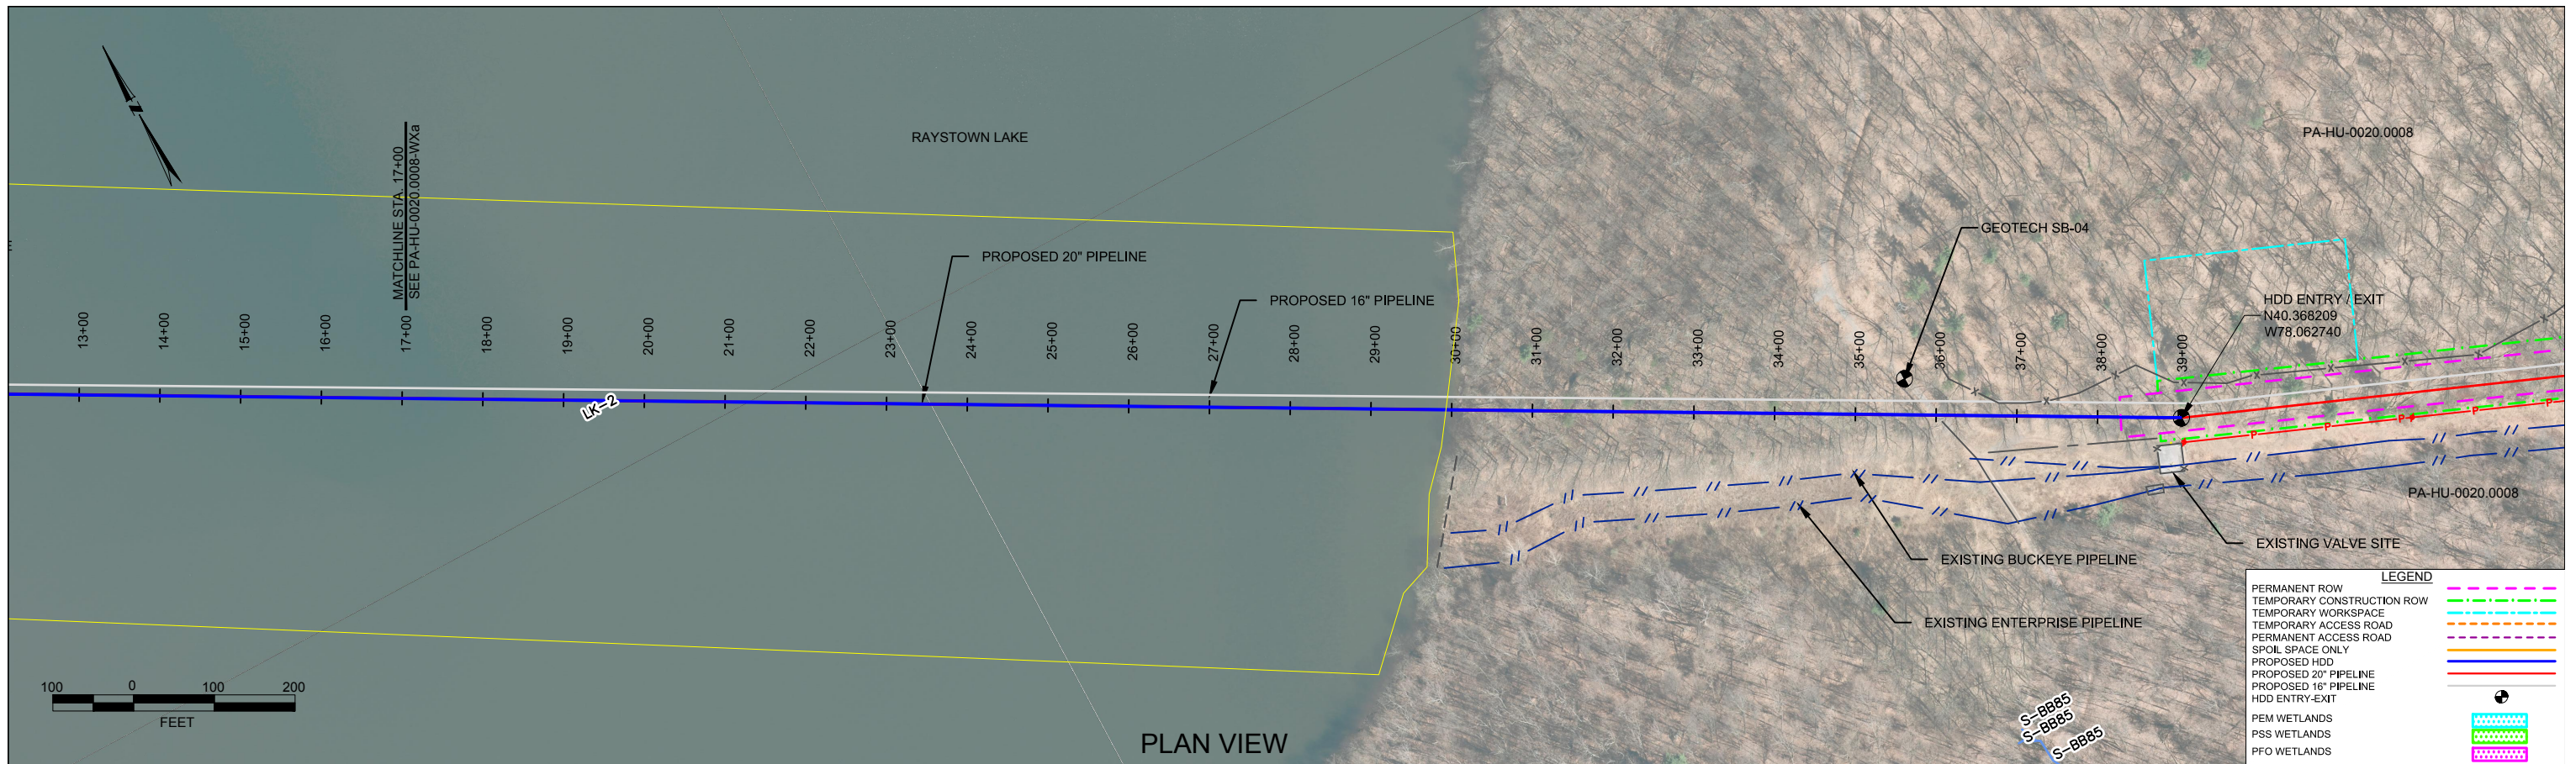 RAYSTOWN LAKE
PA-HU-0020.0008
MATCHLINE STA. 17+00
SEE PA-HU-0020.0008-WXa
GEOTECH SB-04
PROPOSED 20" PIPELINE
PROPOSED 16" PIPELINE
HDD ENTRY / EXIT
N40.368209
W78.062740
13+00
14+00
15+00
16+00
17+00
18+00
19+00
20+00
21+00
22+00
23+00
24+00
25+00
26+00
27+00
28+00
29+00
30+00
31+00
32+00
33+00
34+00
35+00
36+00
37+00
38+00
39+00
LK-2
P
P
P
P
P
P
PA-HU-0020.0008
EXISTING VALVE SITE
EXISTING BUCKEYE PIPELINE
EXISTING ENTERPRISE PIPELINE
100 0 100 200
FEET
PLAN VIEW
S-BB85
S-BB85
S-BB85
LEGEND
PERMANENT ROW
TEMPORARY CONSTRUCTION ROW
TEMPORARY WORKSPACE
TEMPORARY ACCESS ROAD
PERMANENT ACCESS ROAD
SPOIL SPACE ONLY
PROPOSED HDD
PROPOSED 20" PIPELINE
PROPOSED 16" PIPELINE
HDD ENTRY-EXIT
PEM WETLANDS
PSS WETLANDS
PFO WETLANDS